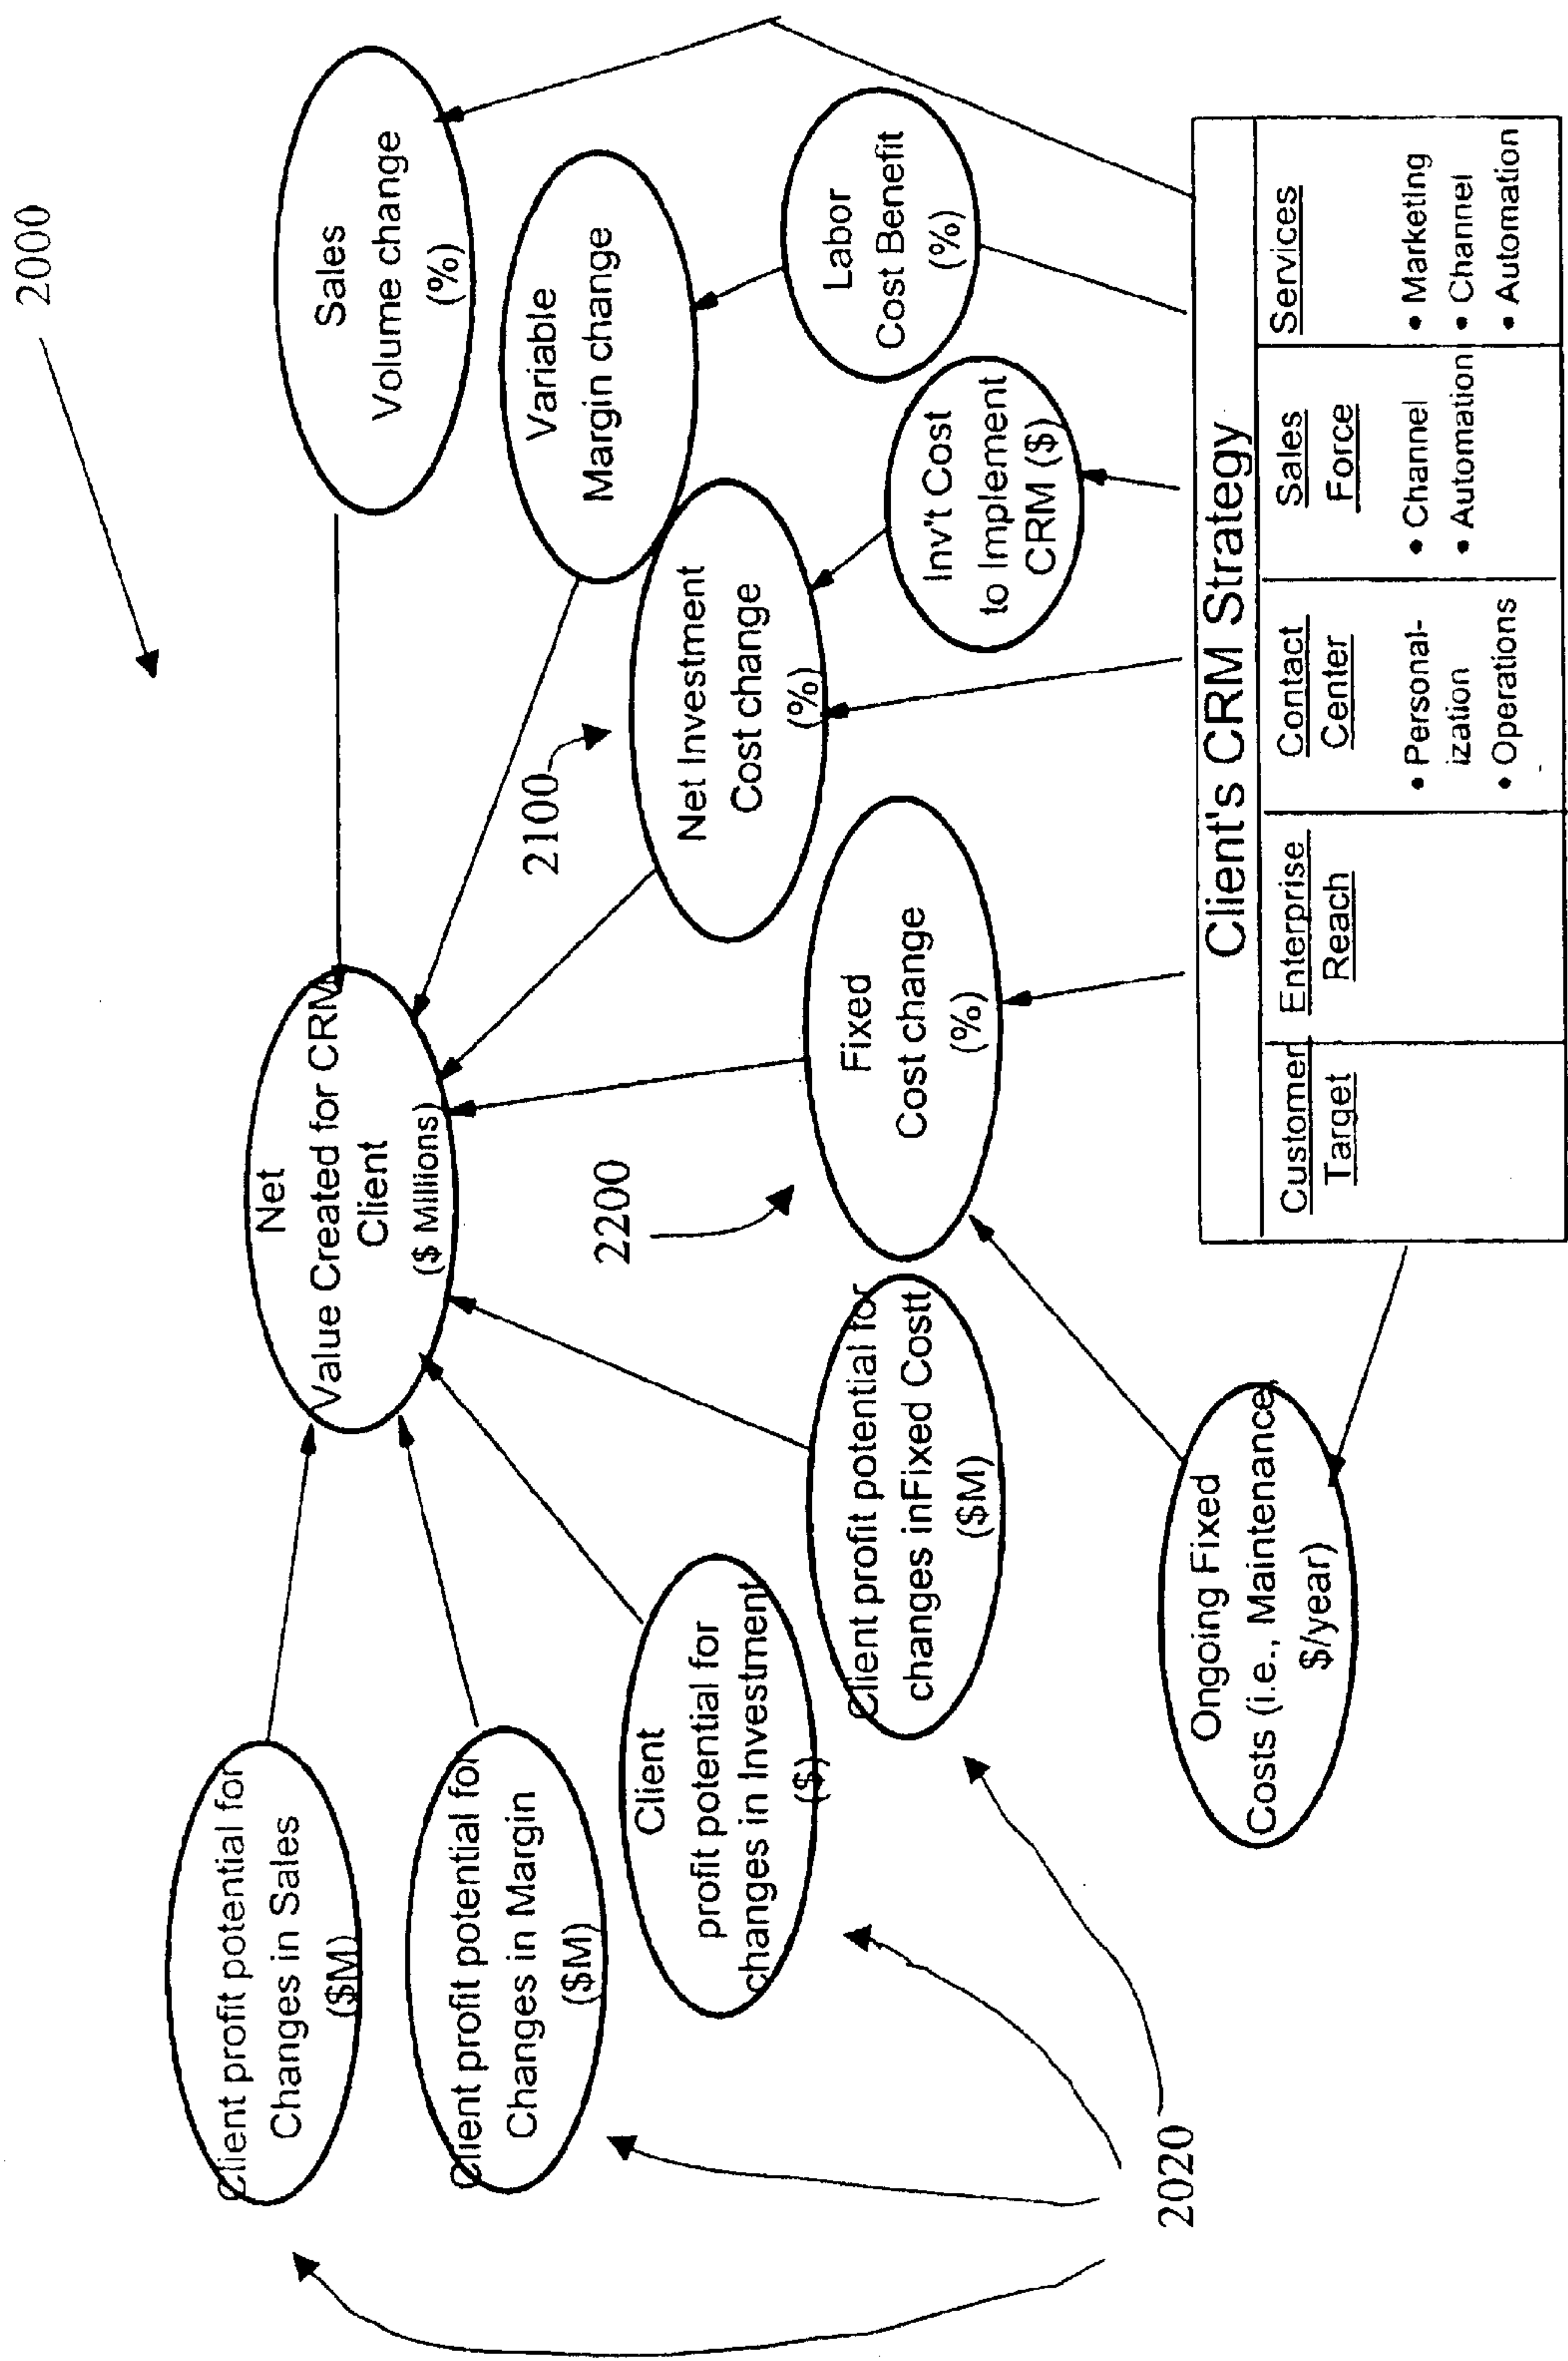 2000
Net
Value Created for CRM
Client
($ Millions)
Sales
Volume change
(%)
Variable
Margin change
Labor
Cost Benefit
(%)
2100
Net Investment
Cost change
(%)
Inv't Cost
to Implement
CRM ($)
2200
Fixed
Cost change
(%)
Client profit potential for
Changes in Sales
($M)
Client profit potential for
Changes in Margin
($M)
Client
profit potential for
changes in Investment
($)
Client profit potential for
changes inFixed Costt
($M)
Ongoing Fixed
Costs (i.e., Maintenance,
$/year)
2020
Client's CRM Strategy
Customer
Target
Enterprise
Reach
Contact
Center
• Personal-
ization
• Operations
Sales
Force
• Channel
• Automation
Services
• Marketing
• Channel
• Automation